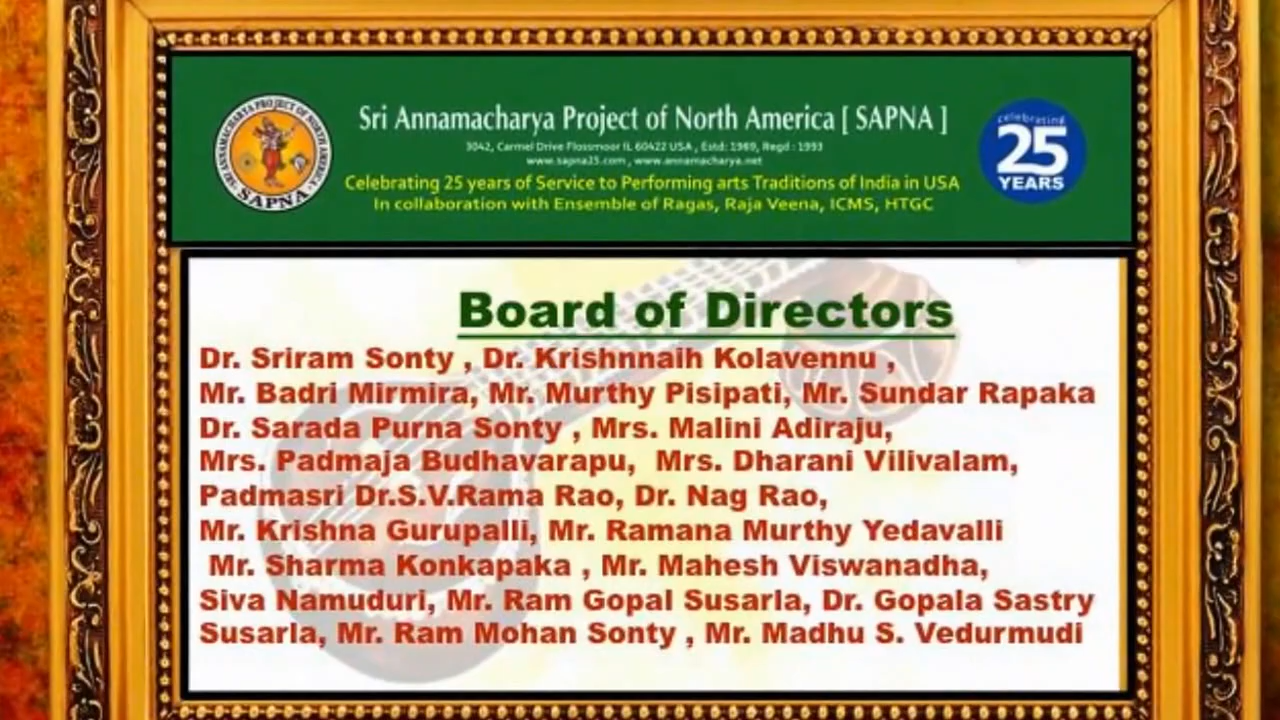 SRI ANNAMACHARYA PROJECT OF NORTH AMERICA
SAPNA
Sri Annamacharya Project of North America [ SAPNA ]
3042, Carmel Drive Flossmoor IL 60422 USA , Estd: 1989, Regd : 1993
www.sapna25.com , www.annamacharya.net
Celebrating 25 years of Service to Performing arts Traditions of India in USA
In collaboration with Ensemble of Ragas, Raja Veena, ICMS, HTGC
celebrating
25
YEARS
Board of Directors
Dr. Sriram Sonty , Dr. Krishnnaih Kolavennu ,
Mr. Badri Mirmira, Mr. Murthy Pisipati, Mr. Sundar Rapaka
Dr. Sarada Purna Sonty , Mrs. Malini Adiraju,
Mrs. Padmaja Budhavarapu, Mrs. Dharani Vilivalam,
Padmasri Dr.S.V.Rama Rao, Dr. Nag Rao,
Mr. Krishna Gurupalli, Mr. Ramana Murthy Yedavalli
Mr. Sharma Konkapaka , Mr. Mahesh Viswanadha,
Siva Namuduri, Mr. Ram Gopal Susarla, Dr. Gopala Sastry
Susarla, Mr. Ram Mohan Sonty , Mr. Madhu S. Vedurmudi